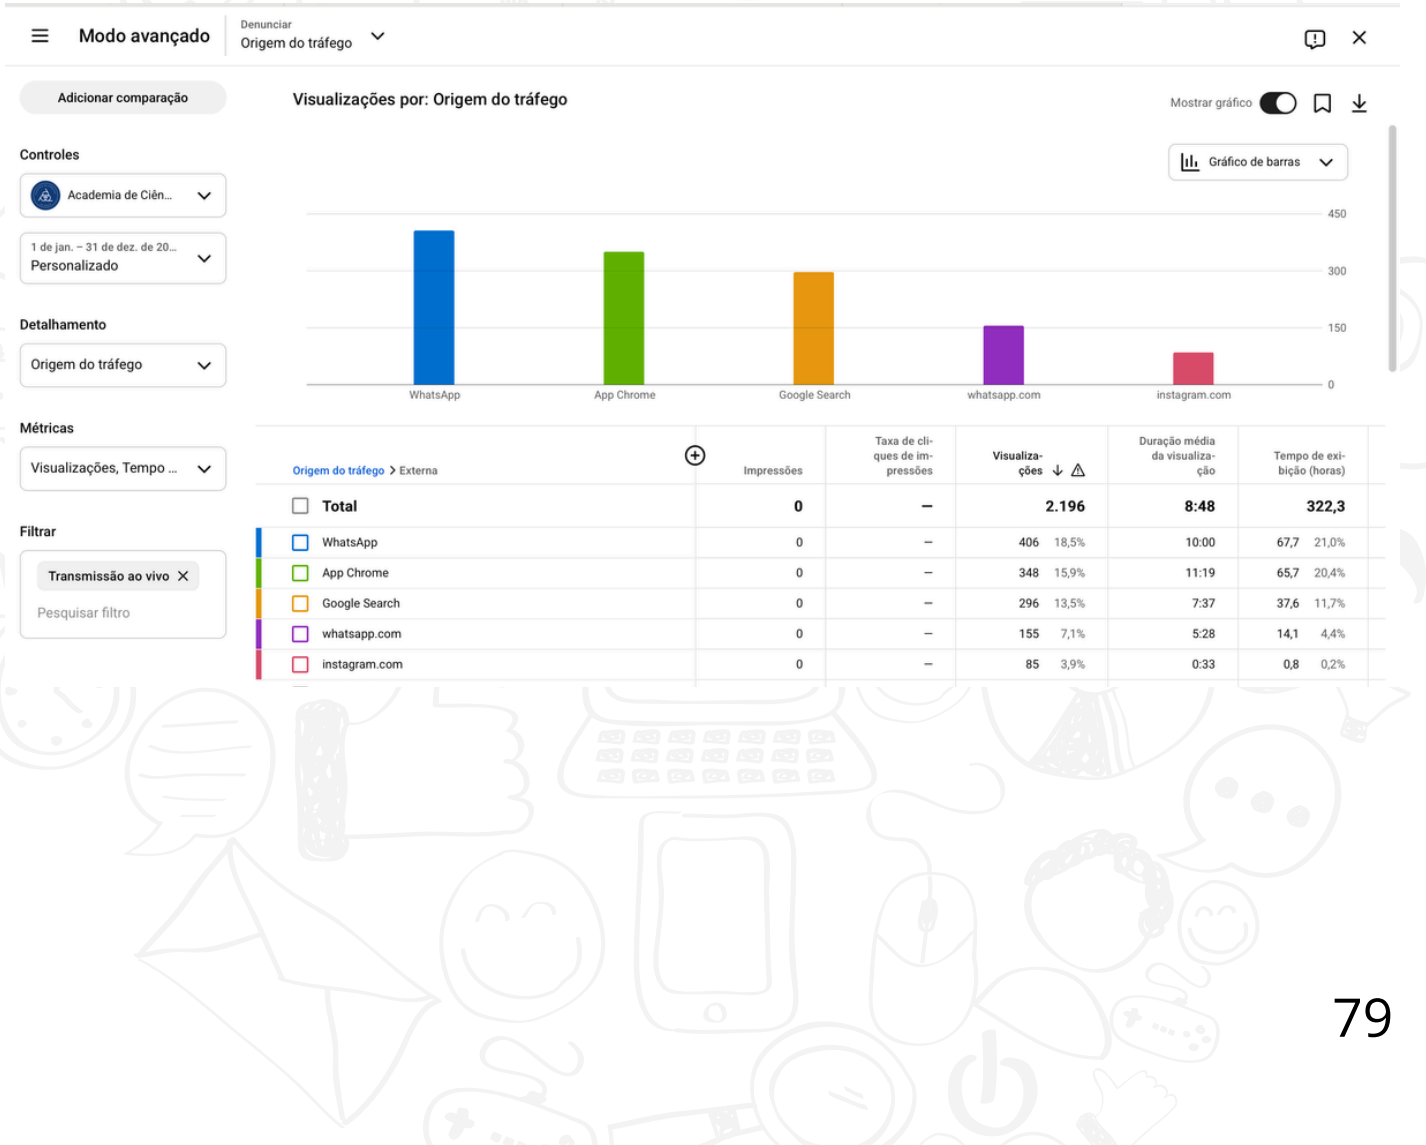 Modo avançado
Denunciar
Origem do tráfego
Adicionar comparação
Visualizações por: Origem do tráfego
Mostrar gráfico
Controles
Gráfico de barras
Academia de Ciên...
1 de jan. – 31 de dez. de 20...
Personalizado
450
300
150
0
WhatsApp App Chrome Google Search whatsapp.com instagram.com
Detalhamento
Origem do tráfego
Métricas
Visualizações, Tempo ...
Filtrar
Transmissão ao vivo
Pesquisar filtro
Origem do tráfego > Externa
Impressões
Taxa de cli-
ques de im-
pressões
Visualiza-
ções
Duração média
da visualiza-
ção
Tempo de exi-
bição (horas)
Total 0 – 2.196 8:48 322,3
WhatsApp 0 – 406 18,5% 10:00 67,7 21,0%
App Chrome 0 – 348 15,9% 11:19 65,7 20,4%
Google Search 0 – 296 13,5% 7:37 37,6 11,7%
whatsapp.com 0 – 155 7,1% 5:28 14,1 4,4%
instagram.com 0 – 85 3,9% 0:33 0,8 0,2%
79